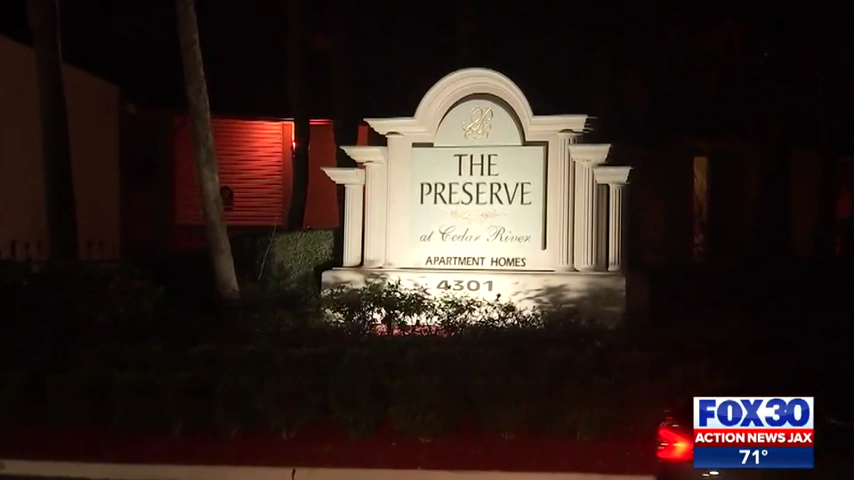 THE
PRESERVE
at Cedar River
APARTMENT HOMES
4301
FOX30
ACTION NEWS JAX
71°